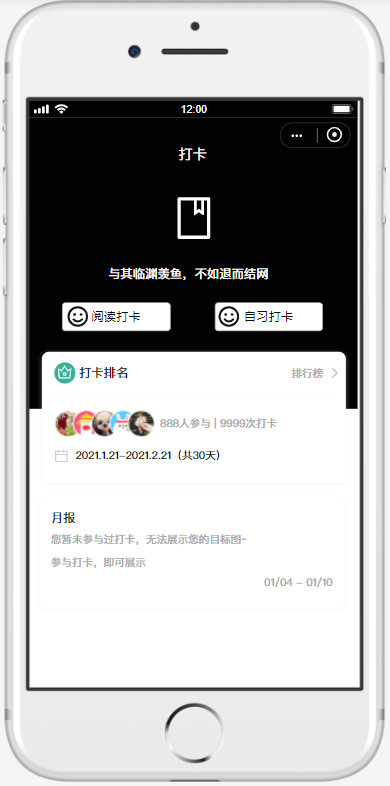 12:00
打卡
与其临渊羡鱼，不如退而结网
阅读打卡 自习打卡
打卡排名 排行榜
888人参与 | 9999次打卡
2021.1.21-2021.2.21（共30天）
月报
您暂未参与过打卡，无法展示您的目标图~
参与打卡，即可展示
01/04 – 01/10